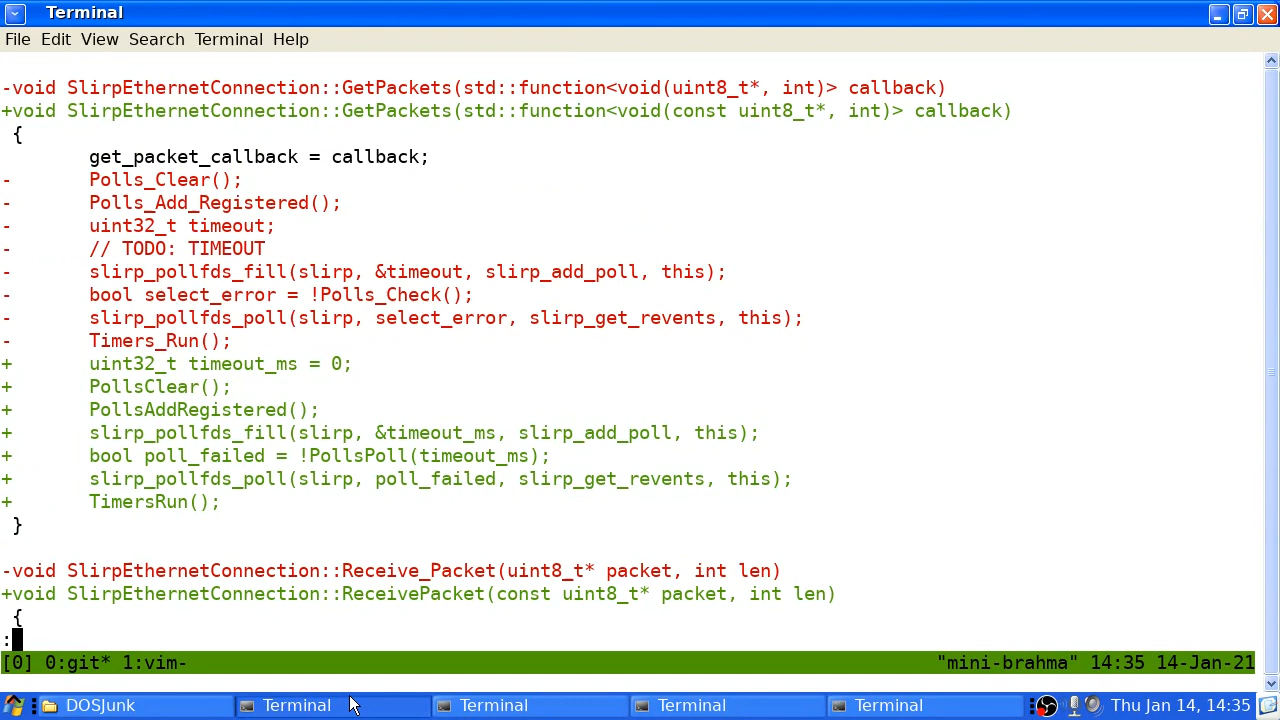 Terminal
File Edit View Search Terminal Help
-void SlirpEthernetConnection::GetPackets(std::function<void(uint8_t*, int)> callback)
+void SlirpEthernetConnection::GetPackets(std::function<void(const uint8_t*, int)> callback)
 {
        get_packet_callback = callback;
-       Polls_Clear();
-       Polls_Add_Registered();
-       uint32_t timeout;
-       // TODO: TIMEOUT
-       slirp_pollfds_fill(slirp, &timeout, slirp_add_poll, this);
-       bool select_error = !Polls_Check();
-       slirp_pollfds_poll(slirp, select_error, slirp_get_revents, this);
-       Timers_Run();
+       uint32_t timeout_ms = 0;
+       PollsClear();
+       PollsAddRegistered();
+       slirp_pollfds_fill(slirp, &timeout_ms, slirp_add_poll, this);
+       bool poll_failed = !PollsPoll(timeout_ms);
+       slirp_pollfds_poll(slirp, poll_failed, slirp_get_revents, this);
+       TimersRun();
 }
-void SlirpEthernetConnection::Receive_Packet(uint8_t* packet, int len)
+void SlirpEthernetConnection::ReceivePacket(const uint8_t* packet, int len)
 {
:
[0] 0:git* 1:vim- "mini-brahma" 14:35 14-Jan-21
DOSJunk Terminal Terminal Terminal Terminal Thu Jan 14, 14:35